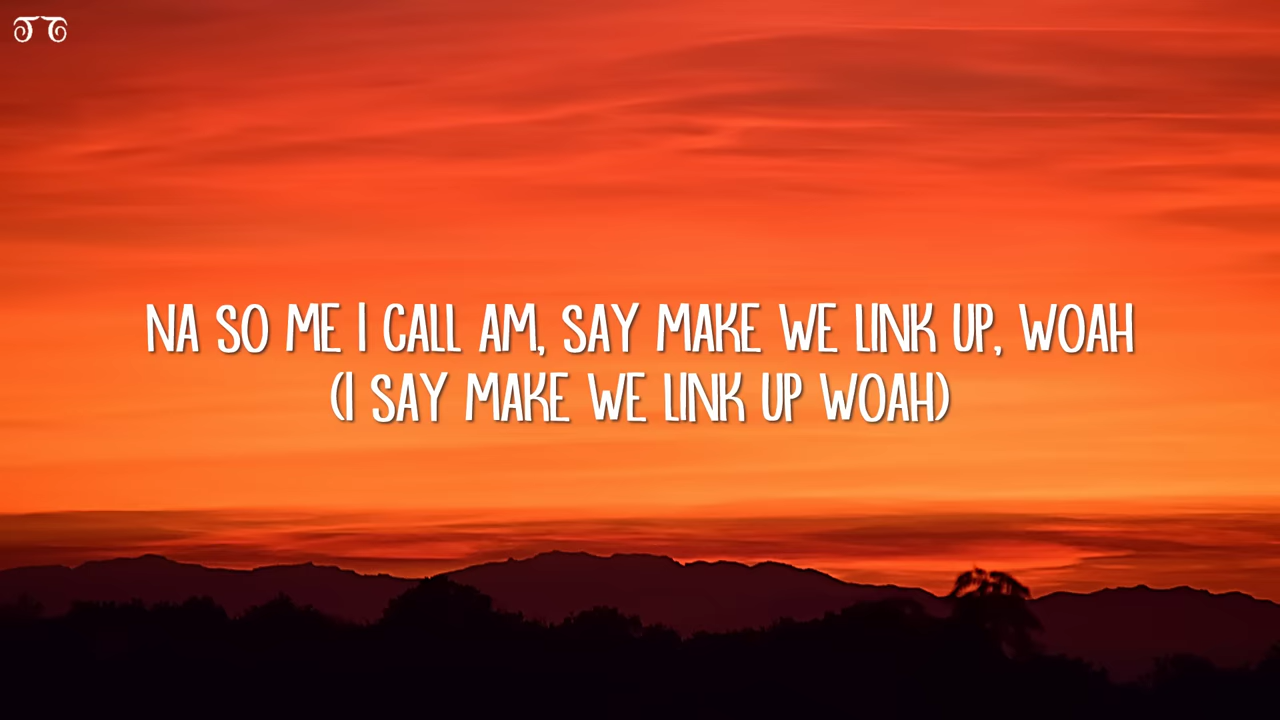 NA SO ME I CALL AM, SAY MAKE WE LINK UP, WOAH
(I SAY MAKE WE LINK UP WOAH)